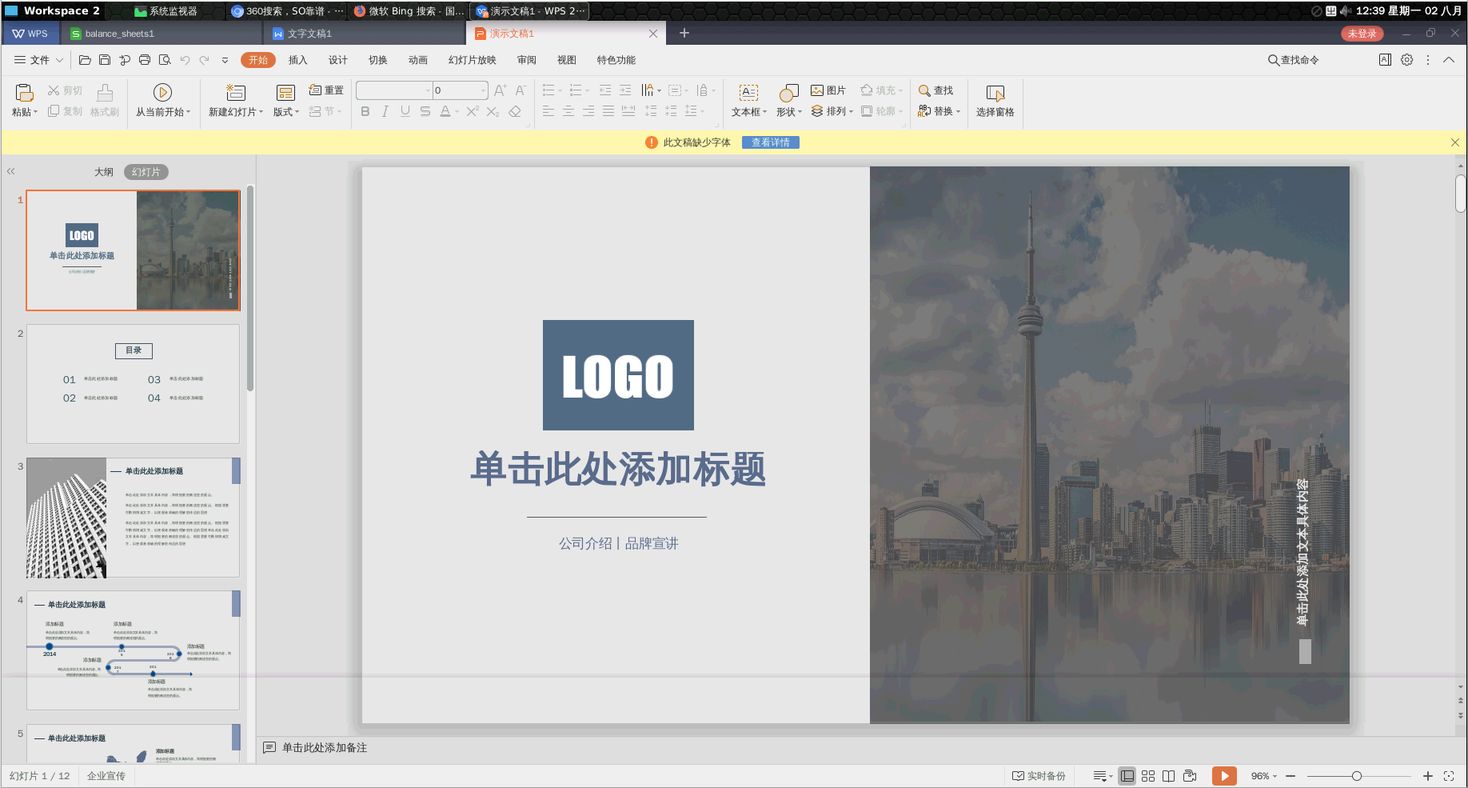 Workspace 2
系统监视器
360搜索，SO靠谱 - ···
微软 Bing 搜索 - 国...
演示文稿1 - WPS 2···
12:39 星期一 02 八月
WPS
balance_sheets1
文字文稿1
演示文稿1
未登录
文件
开始
插入
设计
切换
动画
幻灯片放映
审阅
视图
特色功能
查找命令
粘贴
剪切
复制
格式刷
从当前开始
新建幻灯片
版式
重置
节
0
文本框
形状
图片
排列
填充
轮廓
查找
替换
选择窗格
此文稿缺少字体
查看详情
大纲
幻灯片
1
LOGO
单击此处添加标题
2
目录
01 单击此处添加标题
03 单击此处添加标题
02 单击此处添加标题
04 单击此处添加标题
3
单击此处添加标题
4
单击此处添加标题
添加标题
添加标题
添加标题
2014
添加标题
添加标题
5
单击此处添加标题
添加标题
LOGO
单击此处添加标题
公司介绍丨品牌宣讲
单击此处添加文本具体内容
单击此处添加备注
幻灯片 1 / 12
企业宣传
实时备份
96%